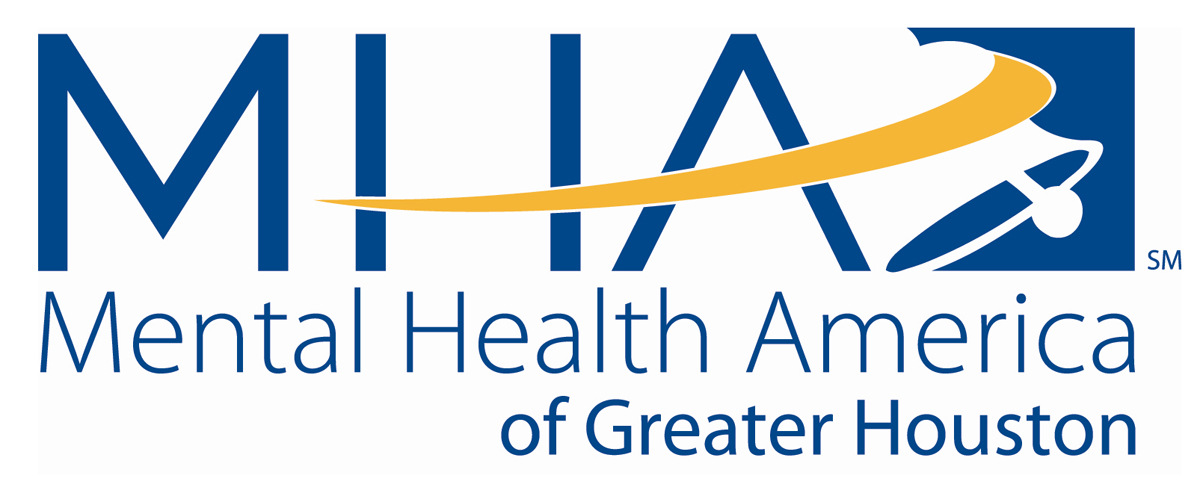 MHA
SM
Mental Health America
of Greater Houston